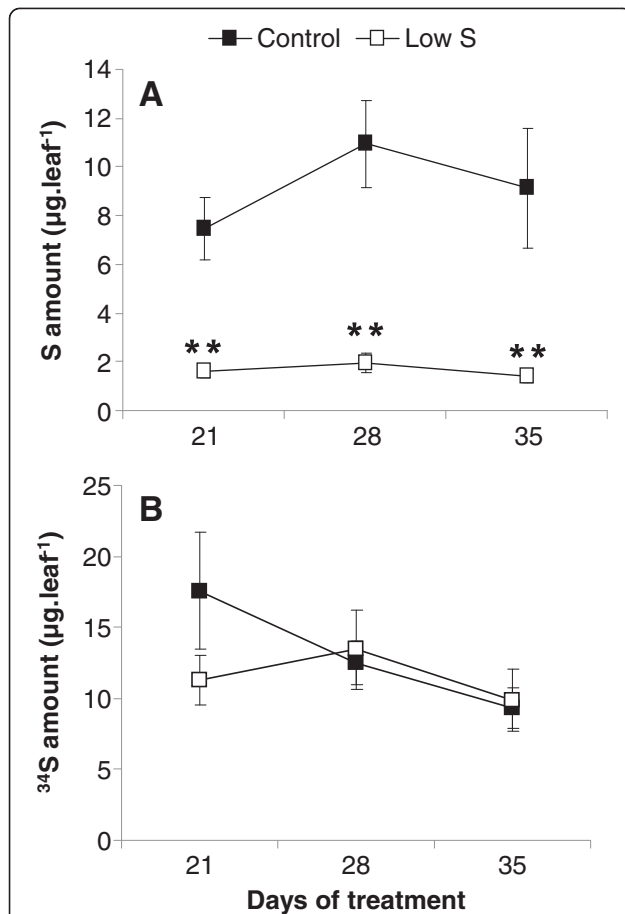 Control Low S
A
S amount (µg.leaf⁻¹)
14
12
10
8
6
4
2
0
** ** **
21 28 35
B
³⁴S amount (µg.leaf⁻¹)
25
20
15
10
5
0
21 28 35
Days of treatment